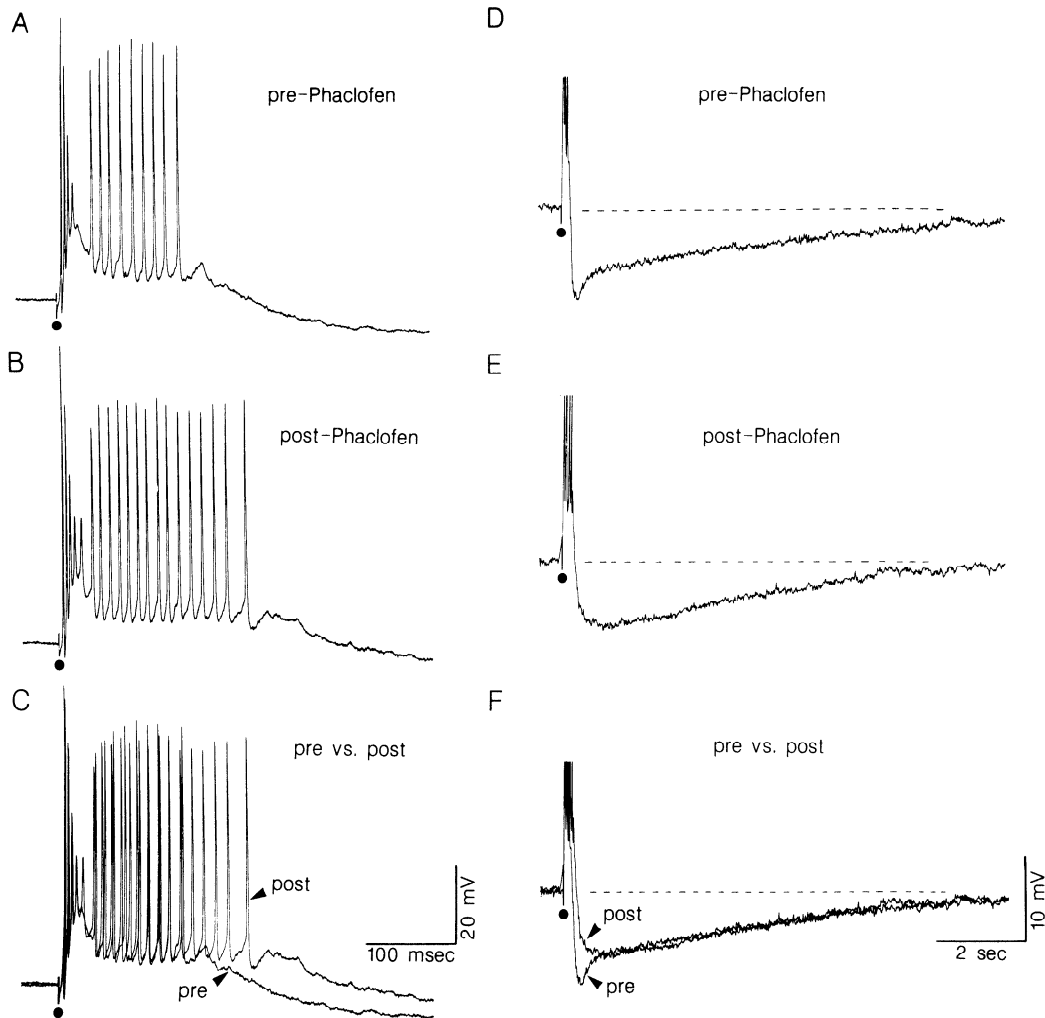 A
pre-Phaclofen
D
pre-Phaclofen
B
post-Phaclofen
E
post-Phaclofen
C
pre vs. post
post
pre
20 mV
100 msec
F
pre vs. post
post
pre
10 mV
2 sec